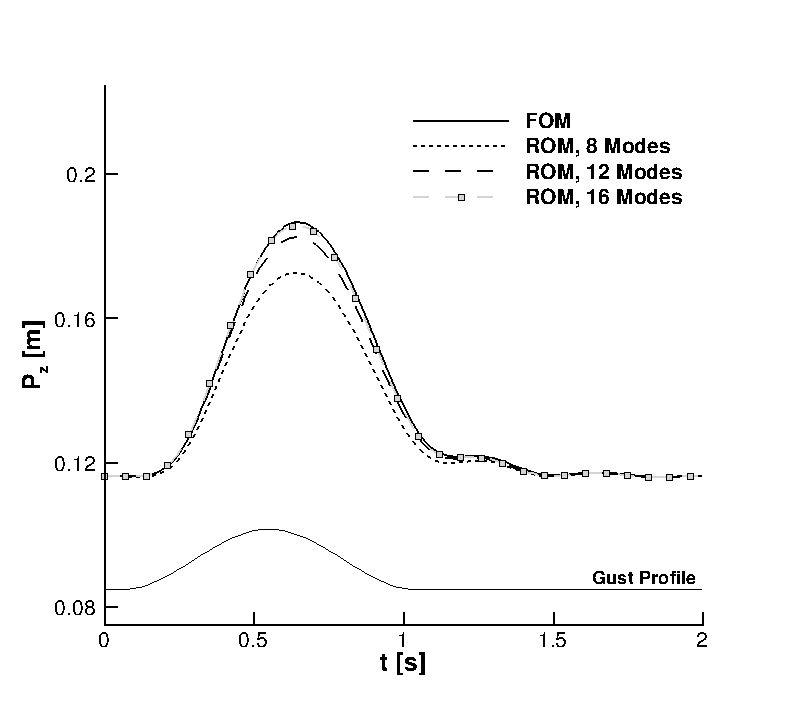 FOM
ROM, 8 Modes
ROM, 12 Modes
ROM, 16 Modes
0.2
0.16
0.12
0.08
Pz [m]
Gust Profile
0
0.5
1
1.5
2
t [s]